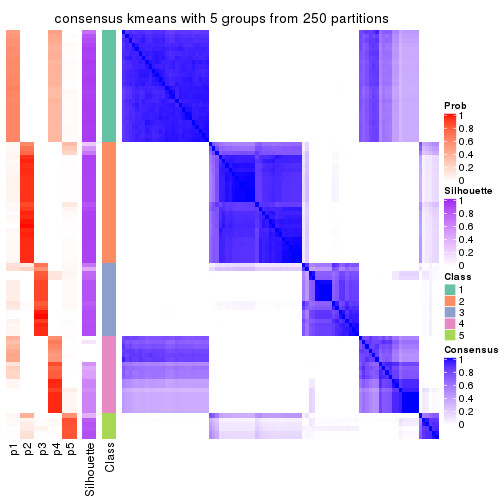 consensus kmeans with 5 groups from 250 partitions
Prob
1
0.8
0.6
0.4
0.2
0
Silhouette
1
0.8
0.6
0.4
0.2
0
Class
1
2
3
4
5
Consensus
1
0.8
0.6
0.4
0.2
0
p1
p2
p3
p4
p5
Silhouette
Class